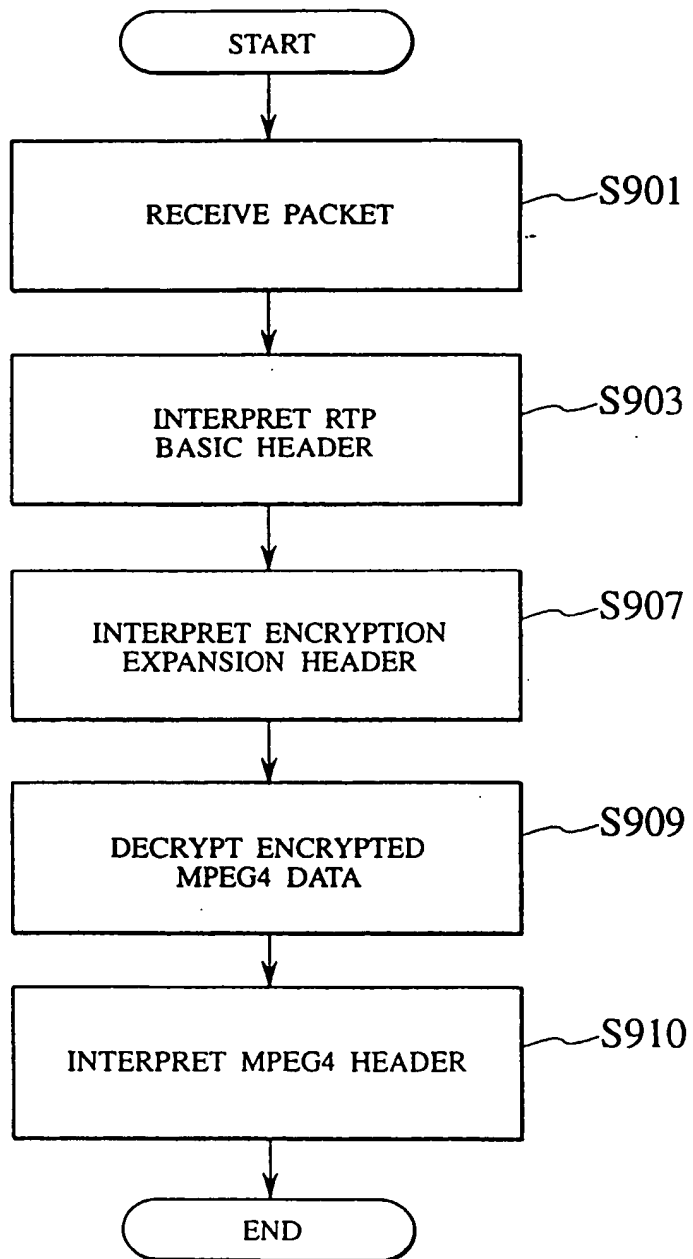 START
RECEIVE PACKET
S901
INTERPRET RTP
BASIC HEADER
S903
INTERPRET ENCRYPTION
EXPANSION HEADER
S907
DECRYPT ENCRYPTED
MPEG4 DATA
S909
INTERPRET MPEG4 HEADER
S910
END